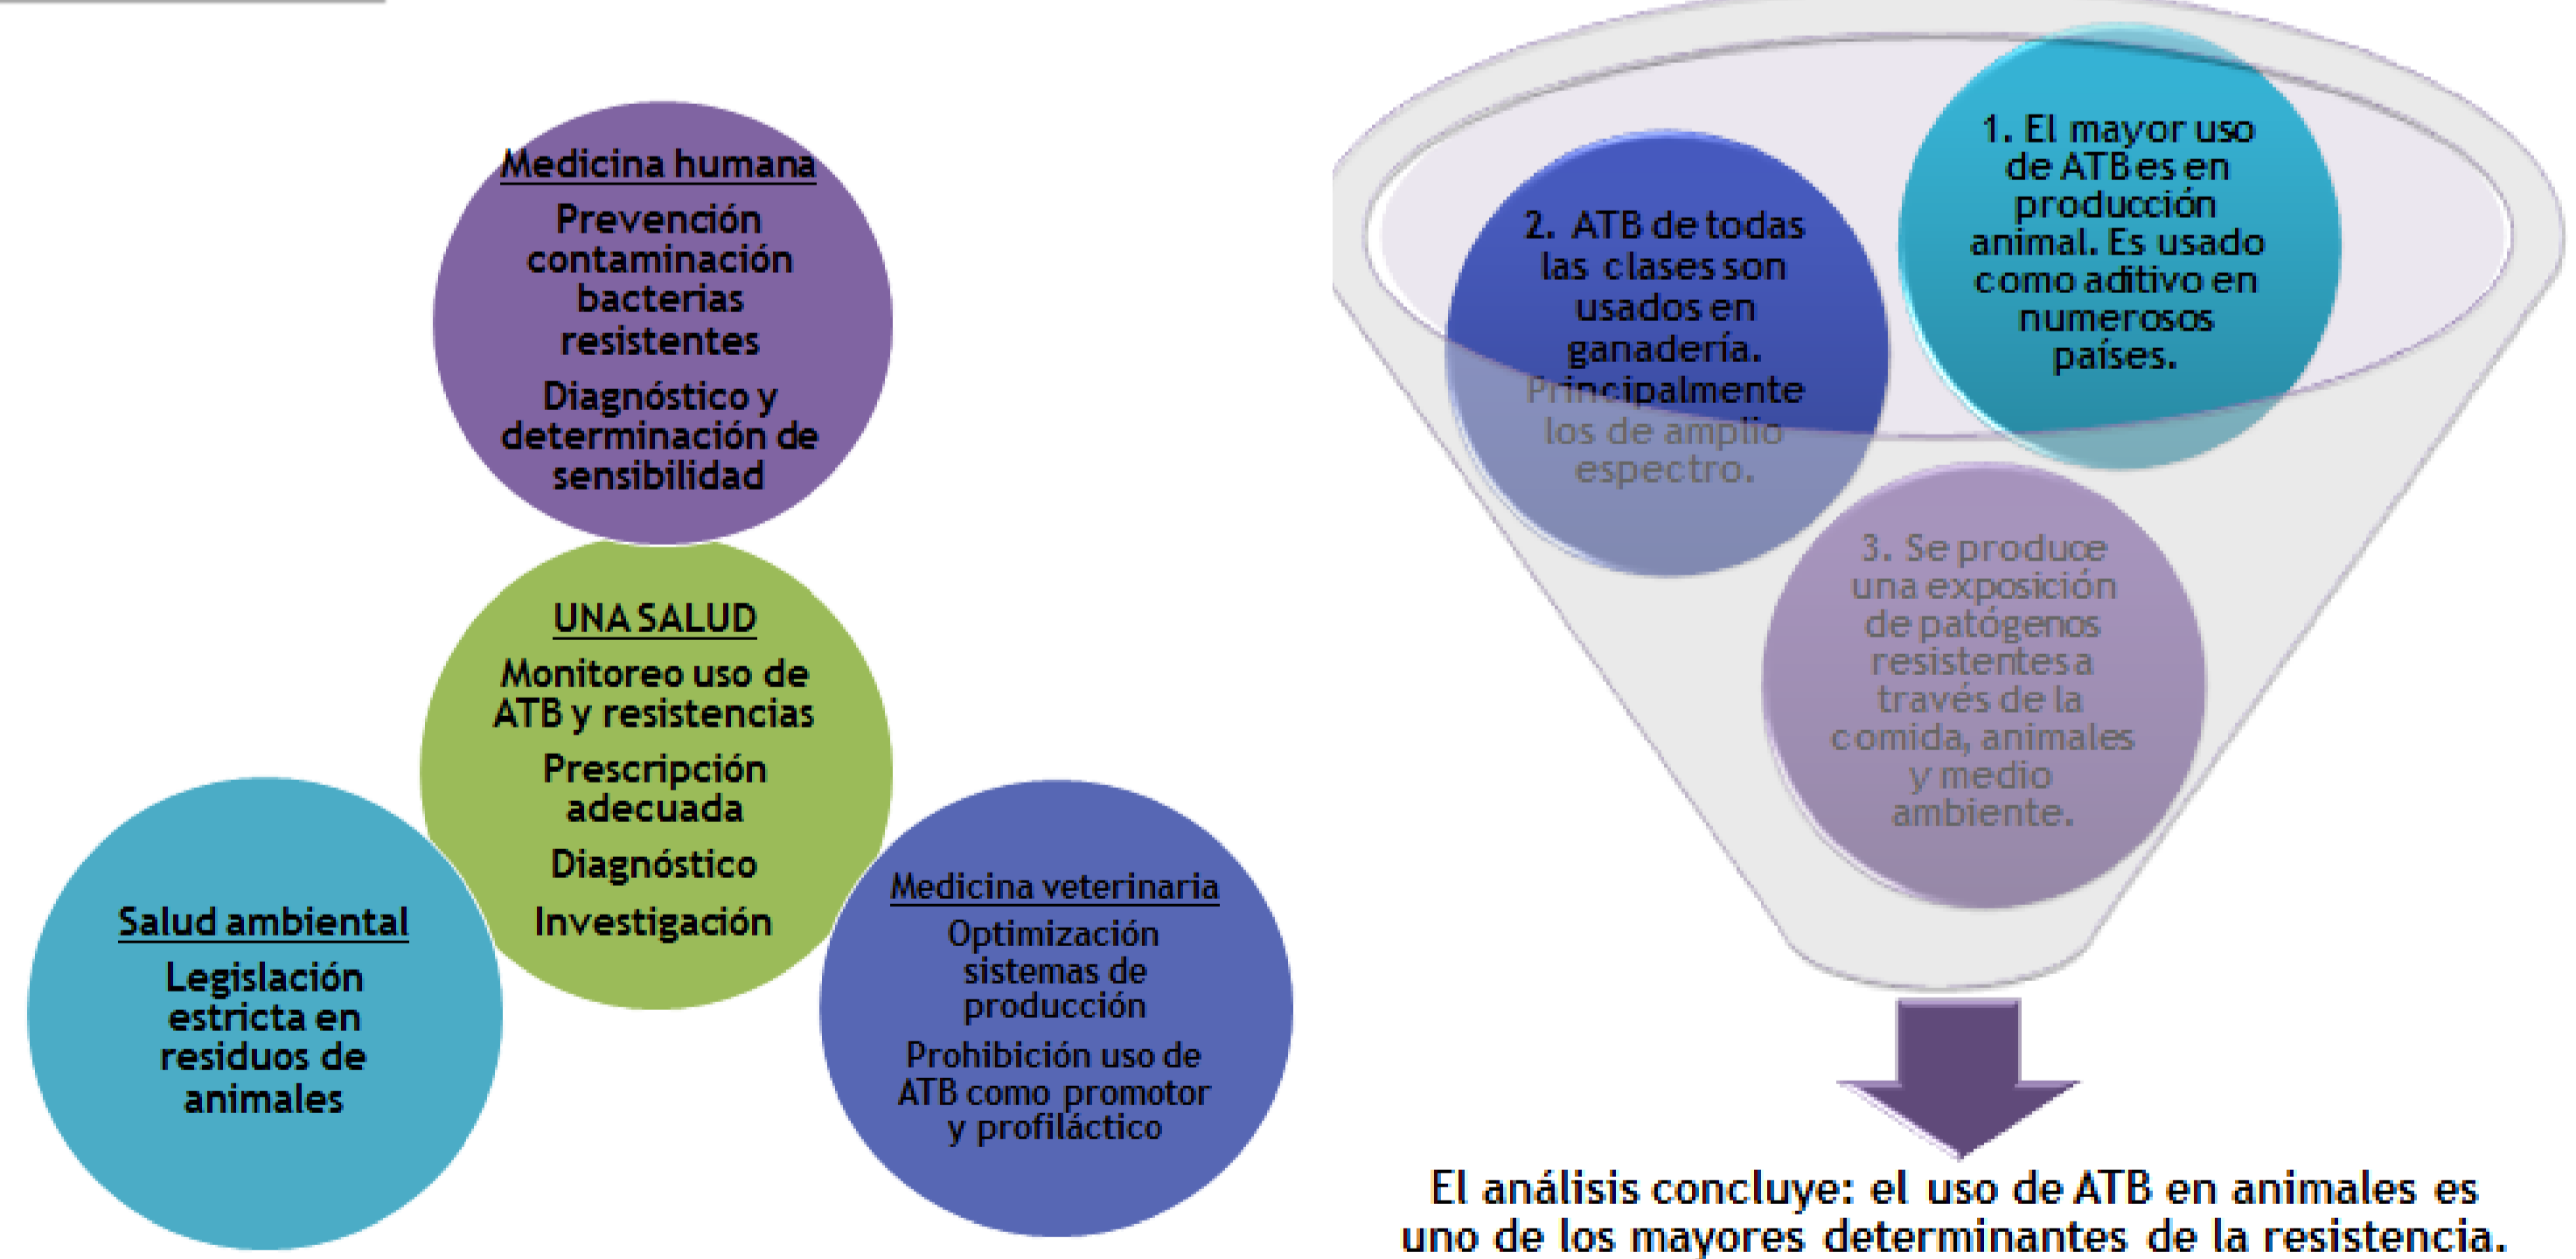 Medicina humana
Prevención
contaminación
bacterias
resistentes
Diagnóstico y
determinación de
sensibilidad
UNA SALUD
Monitoreo uso de
ATB y resistencias
Prescripción
adecuada
Diagnóstico
Investigación
Salud ambiental
Legislación
estricta en
residuos de
animales
Medicina veterinaria
Optimización
sistemas de
producción
Prohibición uso de
ATB como promotor
y profiláctico
1. El mayor uso
de ATB es en
producción
animal. Es usado
como aditivo en
numerosos
países.
2. ATB de todas
las clases son
usados en
ganadería.
Principalmente
los de amplio
espectro.
3. Se produce
una exposición
de patógenos
resistentes a
través de la
comida, animales
y medio
ambiente.
El análisis concluye: el uso de ATB en animales es
uno de los mayores determinantes de la resistencia.